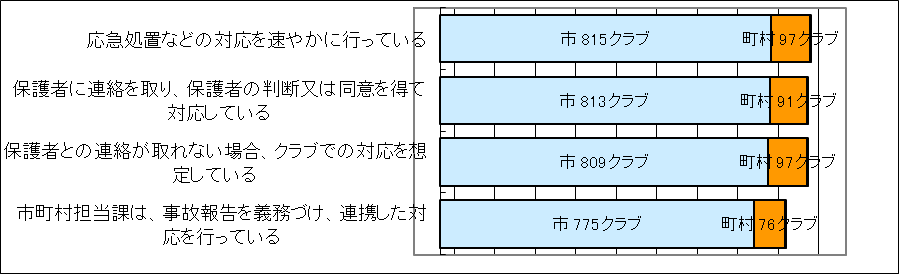 応急処置などの対応を速やかに行っている
市 815クラブ
町村 97クラブ
保護者に連絡を取り、保護者の判断又は同意を得て
対応している
市 813クラブ
町村 91クラブ
保護者との連絡が取れない場合、クラブでの対応を想
定している
市 809クラブ
町村 97クラブ
市町村担当課は、事故報告を義務づけ、連携した対
応を行っている
市 775クラブ
町村 76クラブ